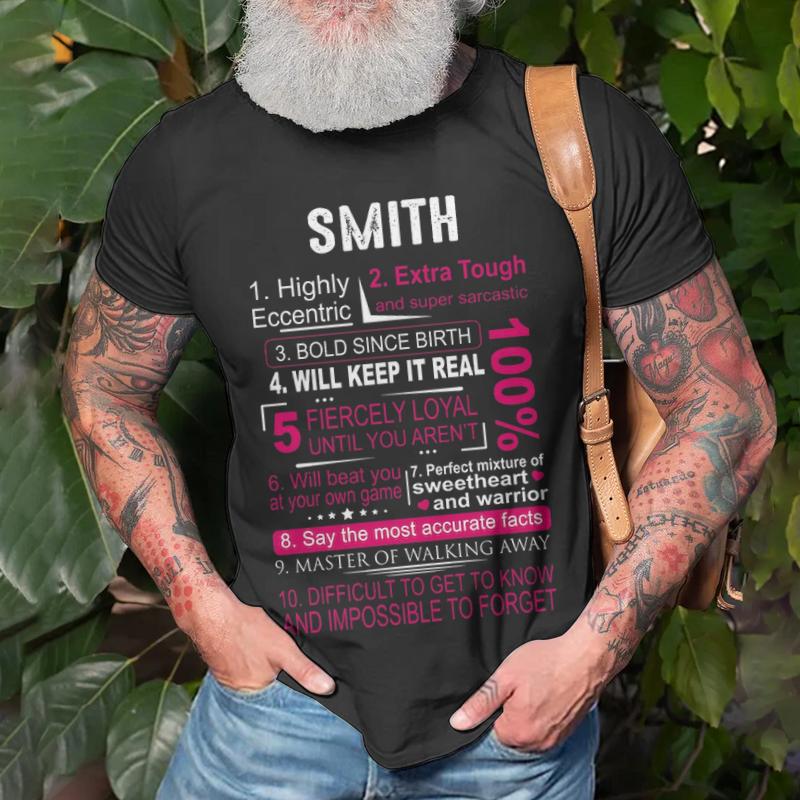 SMITH
1. Highly
Eccentric
2. Extra Tough
and super sarcastic
3. BOLD SINCE BIRTH
4. WILL KEEP IT REAL
100%
5 FIERCELY LOYAL
UNTIL YOU AREN'T
6. Will beat you
at your own game
7. Perfect mixture of
sweetheart
and warrior
8. Say the most accurate facts
9. MASTER OF WALKING AWAY
10. DIFFICULT TO GET TO KNOW
AND IMPOSSIBLE TO FORGET